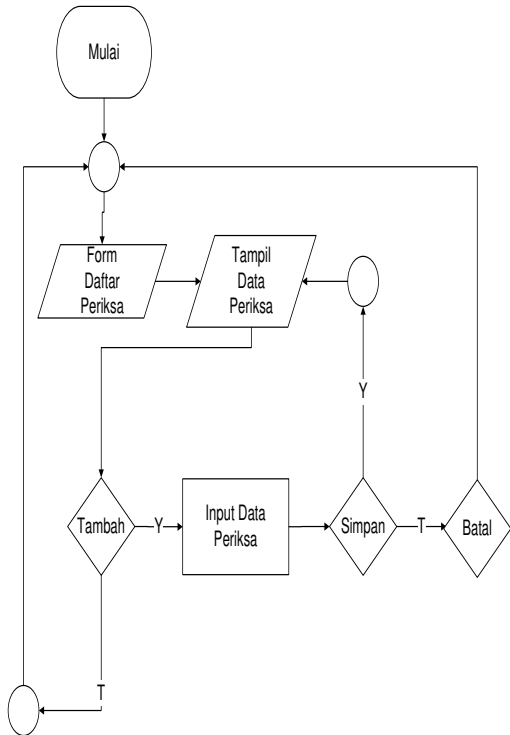 Mulai
Form
Daftar
Periksa
Tampil
Data
Periksa
Y
Tambah
Y
Input Data
Periksa
Simpan
T
Batal
T